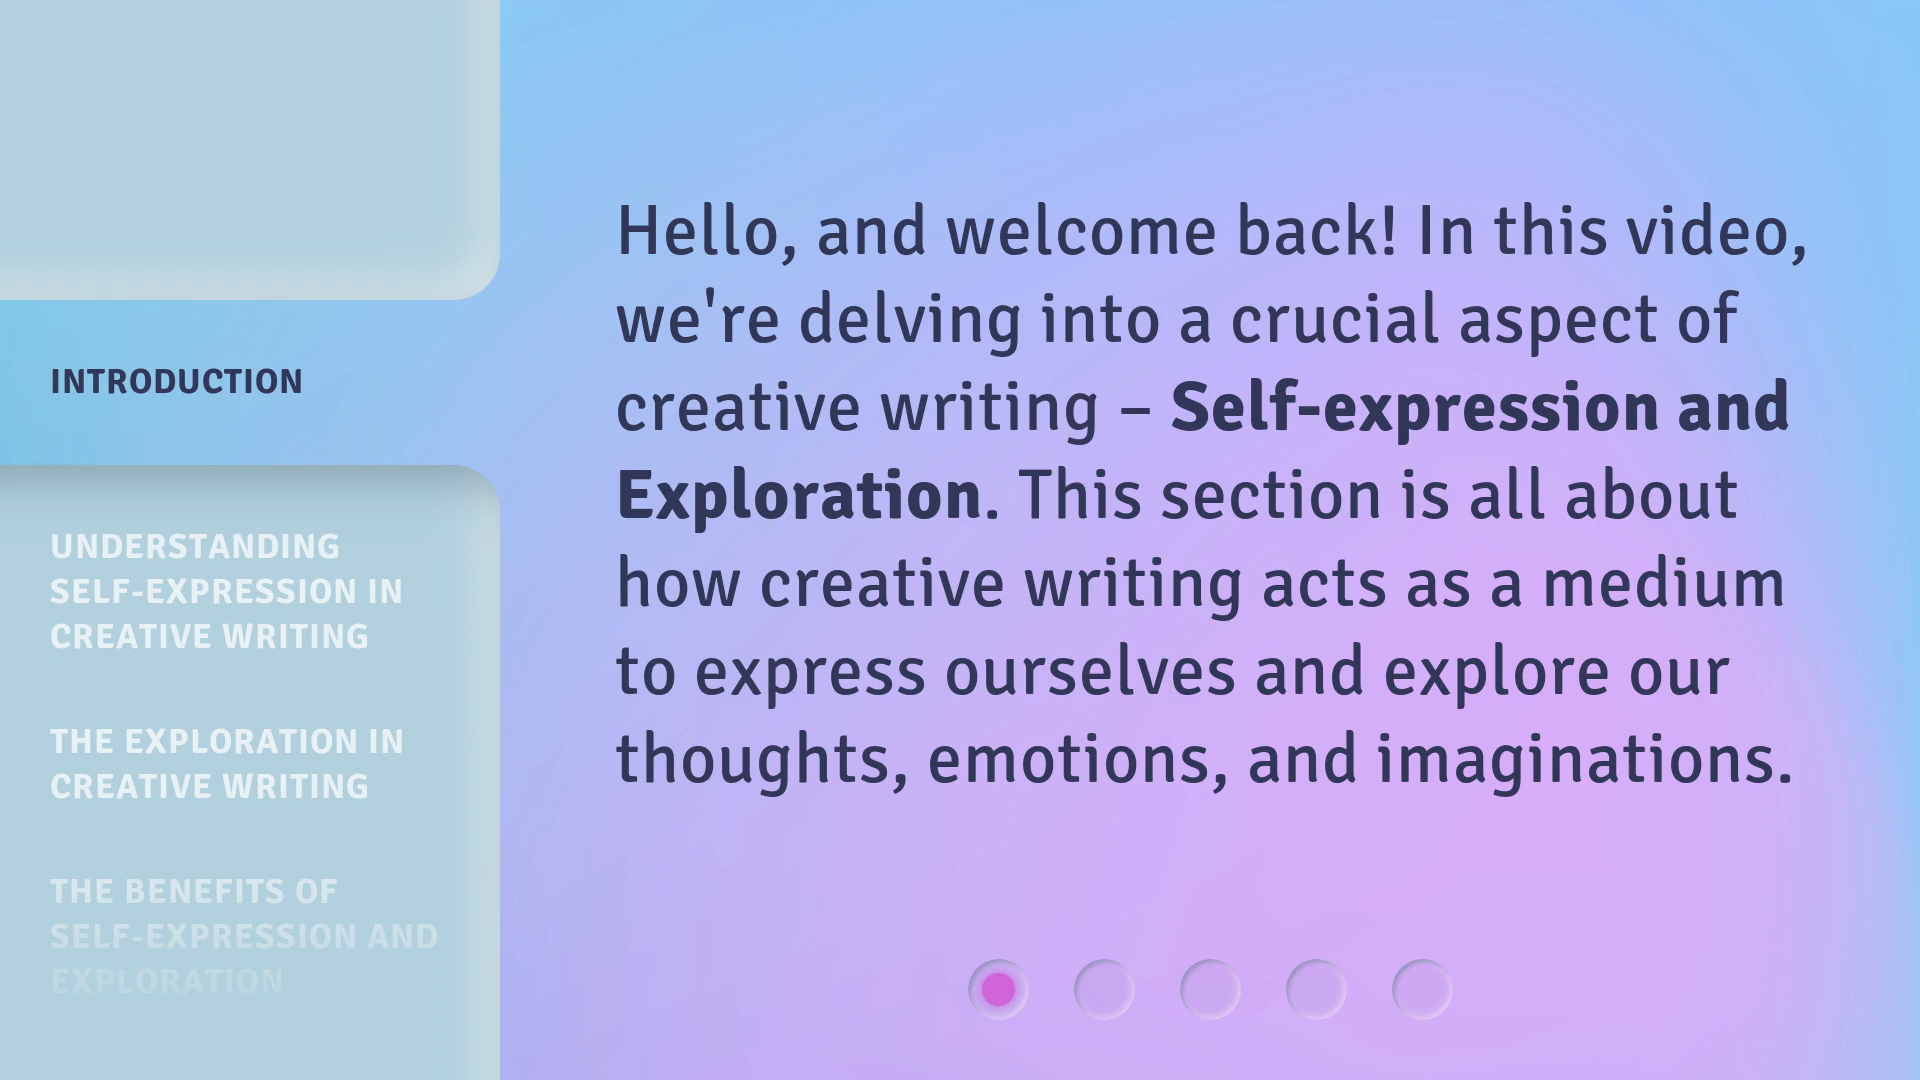 INTRODUCTION
UNDERSTANDING
SELF-EXPRESSION IN
CREATIVE WRITING
THE EXPLORATION IN
CREATIVE WRITING
THE BENEFITS OF
SELF-EXPRESSION AND
EXPLORATION
Hello, and welcome back! In this video,
we're delving into a crucial aspect of
creative writing – Self-expression and
Exploration. This section is all about
how creative writing acts as a medium
to express ourselves and explore our
thoughts, emotions, and imaginations.